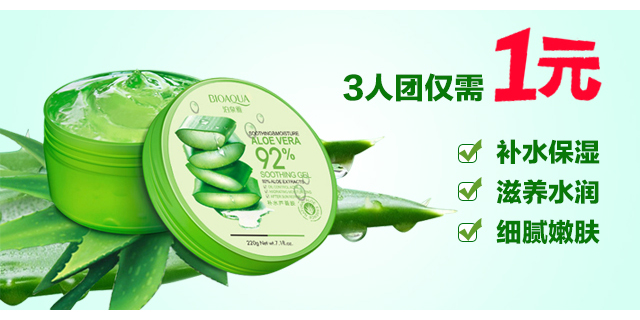 3人团仅需1元
补水保湿
滋养水润
细腻嫩肤
BIOAQUA
泊泉雅
SOOTHING&MOISTURE
ALOE VERA
92%
SOOTHING GEL
220g Net wt.7.1fl.oz.